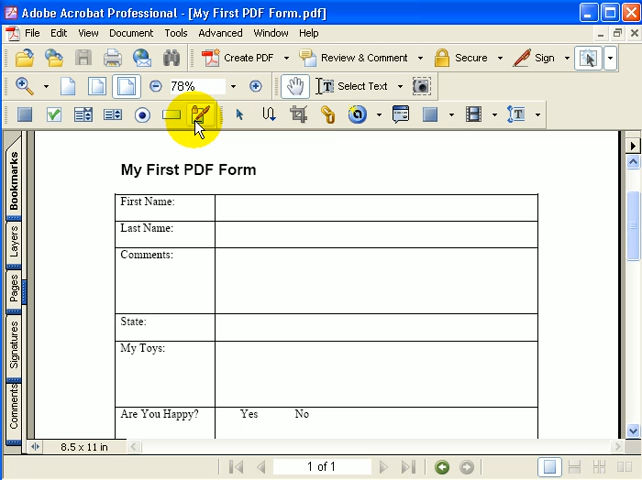 Adobe Acrobat Professional - [My First PDF Form.pdf]
File Edit View Document Tools Advanced Window Help
Create PDF Review & Comment Secure Sign
78% Select Text
My First PDF Form
First Name:
Last Name:
Comments:
State:
My Toys:
Are You Happy? Yes No
Bookmarks
Layers
Pages
Signatures
Comments
8.5 x 11 in
1 of 1